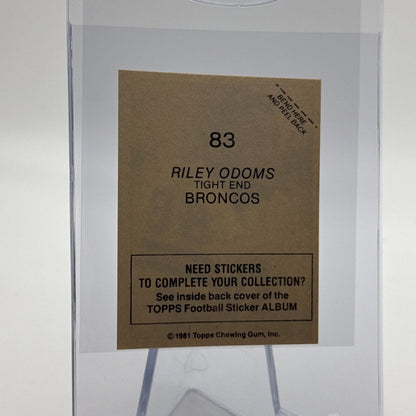 BEND HERE
AND PEEL BACK
83
RILEY ODOMS
TIGHT END
BRONCOS
NEED STICKERS
TO COMPLETE YOUR COLLECTION?
See inside back cover of the
TOPPS Football Sticker ALBUM
© 1981 Topps Chewing Gum, Inc.